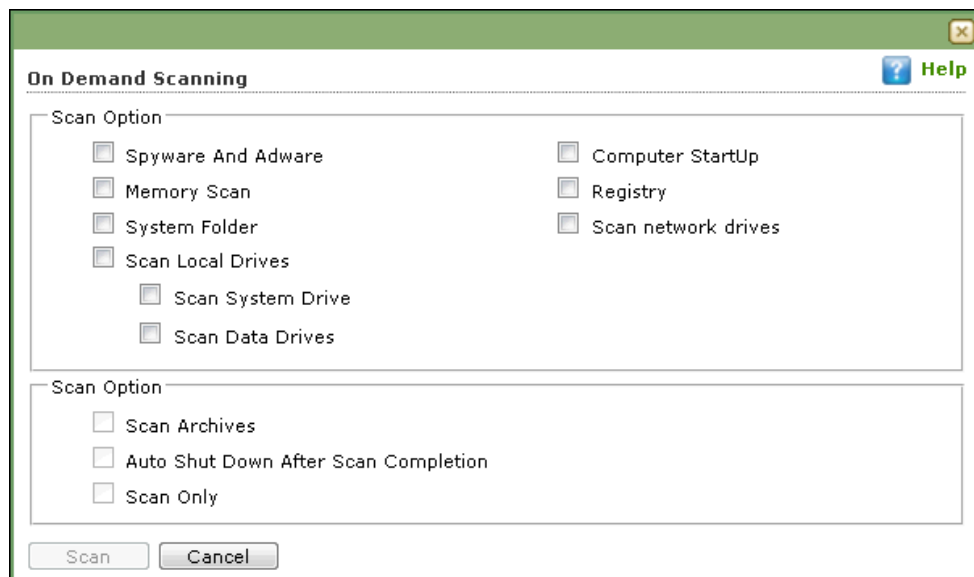 On Demand Scanning
Help
Scan Option
Spyware And Adware
Computer StartUp
Memory Scan
Registry
System Folder
Scan network drives
Scan Local Drives
Scan System Drive
Scan Data Drives
Scan Option
Scan Archives
Auto Shut Down After Scan Completion
Scan Only
Scan
Cancel